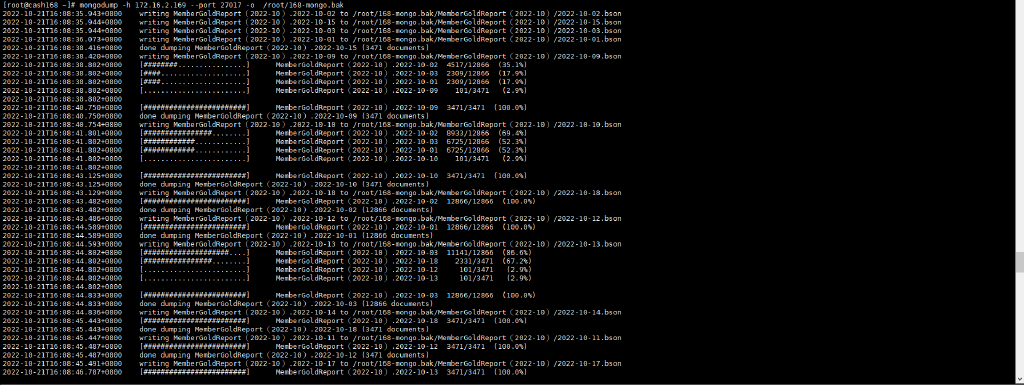 [root@cash168 ~]# mongodump -h 172.16.2.169 --port 27017 -o  /root/168-mongo.bak
2022-10-21T16:08:35.943+0800    writing MemberGoldReport（2022-10）.2022-10-02 to /root/168-mongo.bak/MemberGoldReport（2022-10）/2022-10-02.bson
2022-10-21T16:08:35.944+0800    writing MemberGoldReport（2022-10）.2022-10-15 to /root/168-mongo.bak/MemberGoldReport（2022-10）/2022-10-15.bson
2022-10-21T16:08:35.944+0800    writing MemberGoldReport（2022-10）.2022-10-03 to /root/168-mongo.bak/MemberGoldReport（2022-10）/2022-10-03.bson
2022-10-21T16:08:36.073+0800    writing MemberGoldReport（2022-10）.2022-10-01 to /root/168-mongo.bak/MemberGoldReport（2022-10）/2022-10-01.bson
2022-10-21T16:08:38.416+0800    done dumping MemberGoldReport（2022-10）.2022-10-15 (3471 documents)
2022-10-21T16:08:38.420+0800    writing MemberGoldReport（2022-10）.2022-10-09 to /root/168-mongo.bak/MemberGoldReport（2022-10）/2022-10-09.bson
2022-10-21T16:08:38.802+0800    [########................]  MemberGoldReport（2022-10）.2022-10-02  4517/12866  (35.1%)
2022-10-21T16:08:38.802+0800    [####....................]  MemberGoldReport（2022-10）.2022-10-03  2309/12866  (17.9%)
2022-10-21T16:08:38.802+0800    [####....................]  MemberGoldReport（2022-10）.2022-10-01  2309/12866  (17.9%)
2022-10-21T16:08:38.802+0800    [........................]  MemberGoldReport（2022-10）.2022-10-09  101/3471  (2.9%)
2022-10-21T16:08:38.802+0800
2022-10-21T16:08:40.750+0800    [########################]  MemberGoldReport（2022-10）.2022-10-09  3471/3471  (100.0%)
2022-10-21T16:08:40.750+0800    done dumping MemberGoldReport（2022-10）.2022-10-09 (3471 documents)
2022-10-21T16:08:40.754+0800    writing MemberGoldReport（2022-10）.2022-10-10 to /root/168-mongo.bak/MemberGoldReport（2022-10）/2022-10-10.bson
2022-10-21T16:08:41.801+0800    [################........]  MemberGoldReport（2022-10）.2022-10-02  8933/12866  (69.4%)
2022-10-21T16:08:41.802+0800    [############............]  MemberGoldReport（2022-10）.2022-10-03  6725/12866  (52.3%)
2022-10-21T16:08:41.802+0800    [############............]  MemberGoldReport（2022-10）.2022-10-01  6725/12866  (52.3%)
2022-10-21T16:08:41.802+0800    [........................]  MemberGoldReport（2022-10）.2022-10-10  101/3471  (2.9%)
2022-10-21T16:08:41.802+0800
2022-10-21T16:08:43.125+0800    [########################]  MemberGoldReport（2022-10）.2022-10-10  3471/3471  (100.0%)
2022-10-21T16:08:43.125+0800    done dumping MemberGoldReport（2022-10）.2022-10-10 (3471 documents)
2022-10-21T16:08:43.129+0800    writing MemberGoldReport（2022-10）.2022-10-18 to /root/168-mongo.bak/MemberGoldReport（2022-10）/2022-10-18.bson
2022-10-21T16:08:43.482+0800    [########################]  MemberGoldReport（2022-10）.2022-10-02  12866/12866  (100.0%)
2022-10-21T16:08:43.482+0800    done dumping MemberGoldReport（2022-10）.2022-10-02 (12866 documents)
2022-10-21T16:08:43.486+0800    writing MemberGoldReport（2022-10）.2022-10-12 to /root/168-mongo.bak/MemberGoldReport（2022-10）/2022-10-12.bson
2022-10-21T16:08:44.589+0800    [########################]  MemberGoldReport（2022-10）.2022-10-01  12866/12866  (100.0%)
2022-10-21T16:08:44.589+0800    done dumping MemberGoldReport（2022-10）.2022-10-01 (12866 documents)
2022-10-21T16:08:44.593+0800    writing MemberGoldReport（2022-10）.2022-10-13 to /root/168-mongo.bak/MemberGoldReport（2022-10）/2022-10-13.bson
2022-10-21T16:08:44.802+0800    [####################....]  MemberGoldReport（2022-10）.2022-10-03  11141/12866  (86.6%)
2022-10-21T16:08:44.802+0800    [################........]  MemberGoldReport（2022-10）.2022-10-18  2331/3471  (67.2%)
2022-10-21T16:08:44.802+0800    [........................]  MemberGoldReport（2022-10）.2022-10-12  101/3471  (2.9%)
2022-10-21T16:08:44.802+0800    [........................]  MemberGoldReport（2022-10）.2022-10-13  101/3471  (2.9%)
2022-10-21T16:08:44.802+0800
2022-10-21T16:08:44.833+0800    [########################]  MemberGoldReport（2022-10）.2022-10-03  12866/12866  (100.0%)
2022-10-21T16:08:44.833+0800    done dumping MemberGoldReport（2022-10）.2022-10-03 (12866 documents)
2022-10-21T16:08:44.836+0800    writing MemberGoldReport（2022-10）.2022-10-14 to /root/168-mongo.bak/MemberGoldReport（2022-10）/2022-10-14.bson
2022-10-21T16:08:45.443+0800    [########################]  MemberGoldReport（2022-10）.2022-10-18  3471/3471  (100.0%)
2022-10-21T16:08:45.443+0800    done dumping MemberGoldReport（2022-10）.2022-10-18 (3471 documents)
2022-10-21T16:08:45.447+0800    writing MemberGoldReport（2022-10）.2022-10-11 to /root/168-mongo.bak/MemberGoldReport（2022-10）/2022-10-11.bson
2022-10-21T16:08:45.487+0800    [########################]  MemberGoldReport（2022-10）.2022-10-12  3471/3471  (100.0%)
2022-10-21T16:08:45.487+0800    done dumping MemberGoldReport（2022-10）.2022-10-12 (3471 documents)
2022-10-21T16:08:45.491+0800    writing MemberGoldReport（2022-10）.2022-10-17 to /root/168-mongo.bak/MemberGoldReport（2022-10）/2022-10-17.bson
2022-10-21T16:08:46.787+0800    [########################]  MemberGoldReport（2022-10）.2022-10-13  3471/3471  (100.0%)